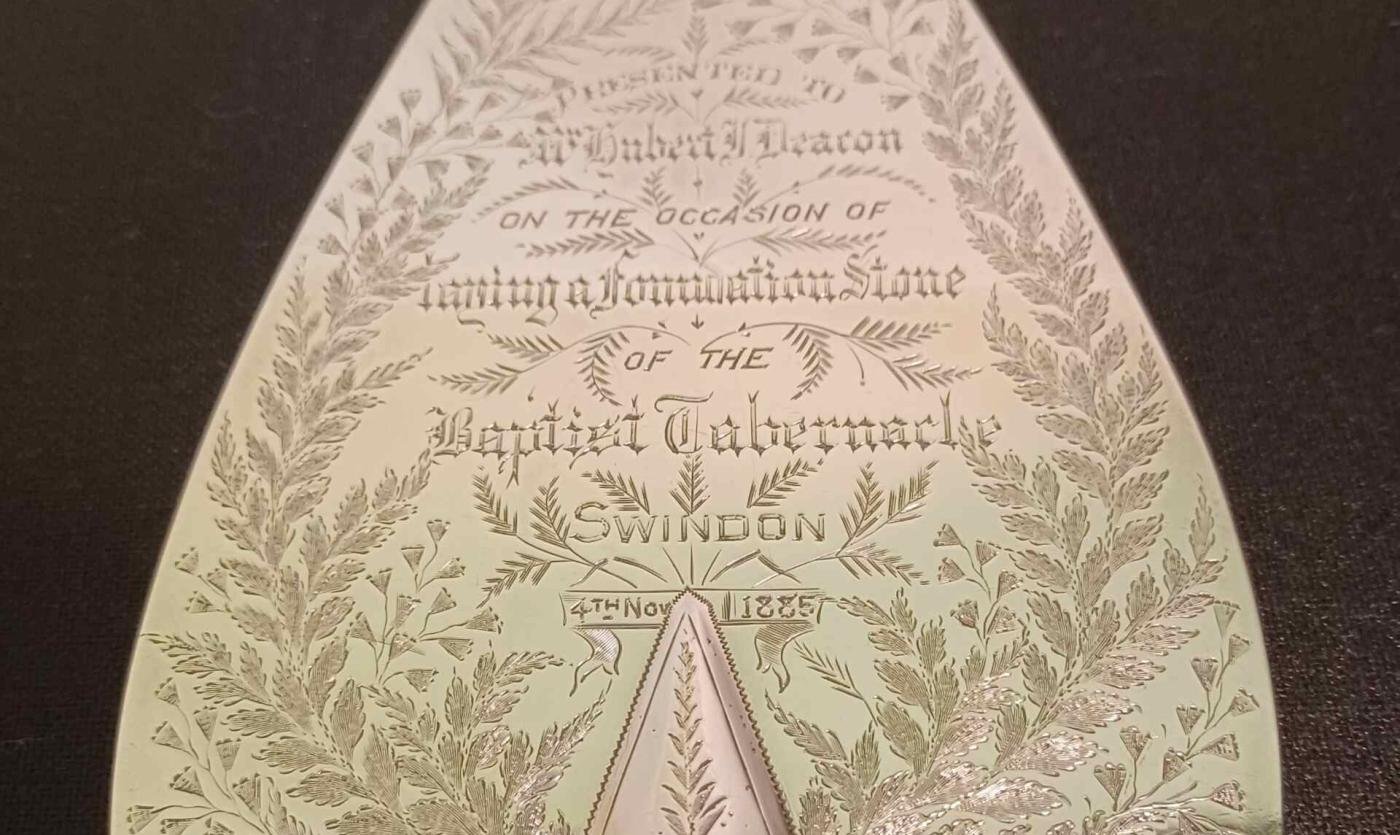 PRESENTED TO
Mr Hubert J Deacon
ON THE OCCASION OF
Laying a Foundation Stone
OF THE
Baptist Tabernacle
SWINDON
4TH Nov 1885